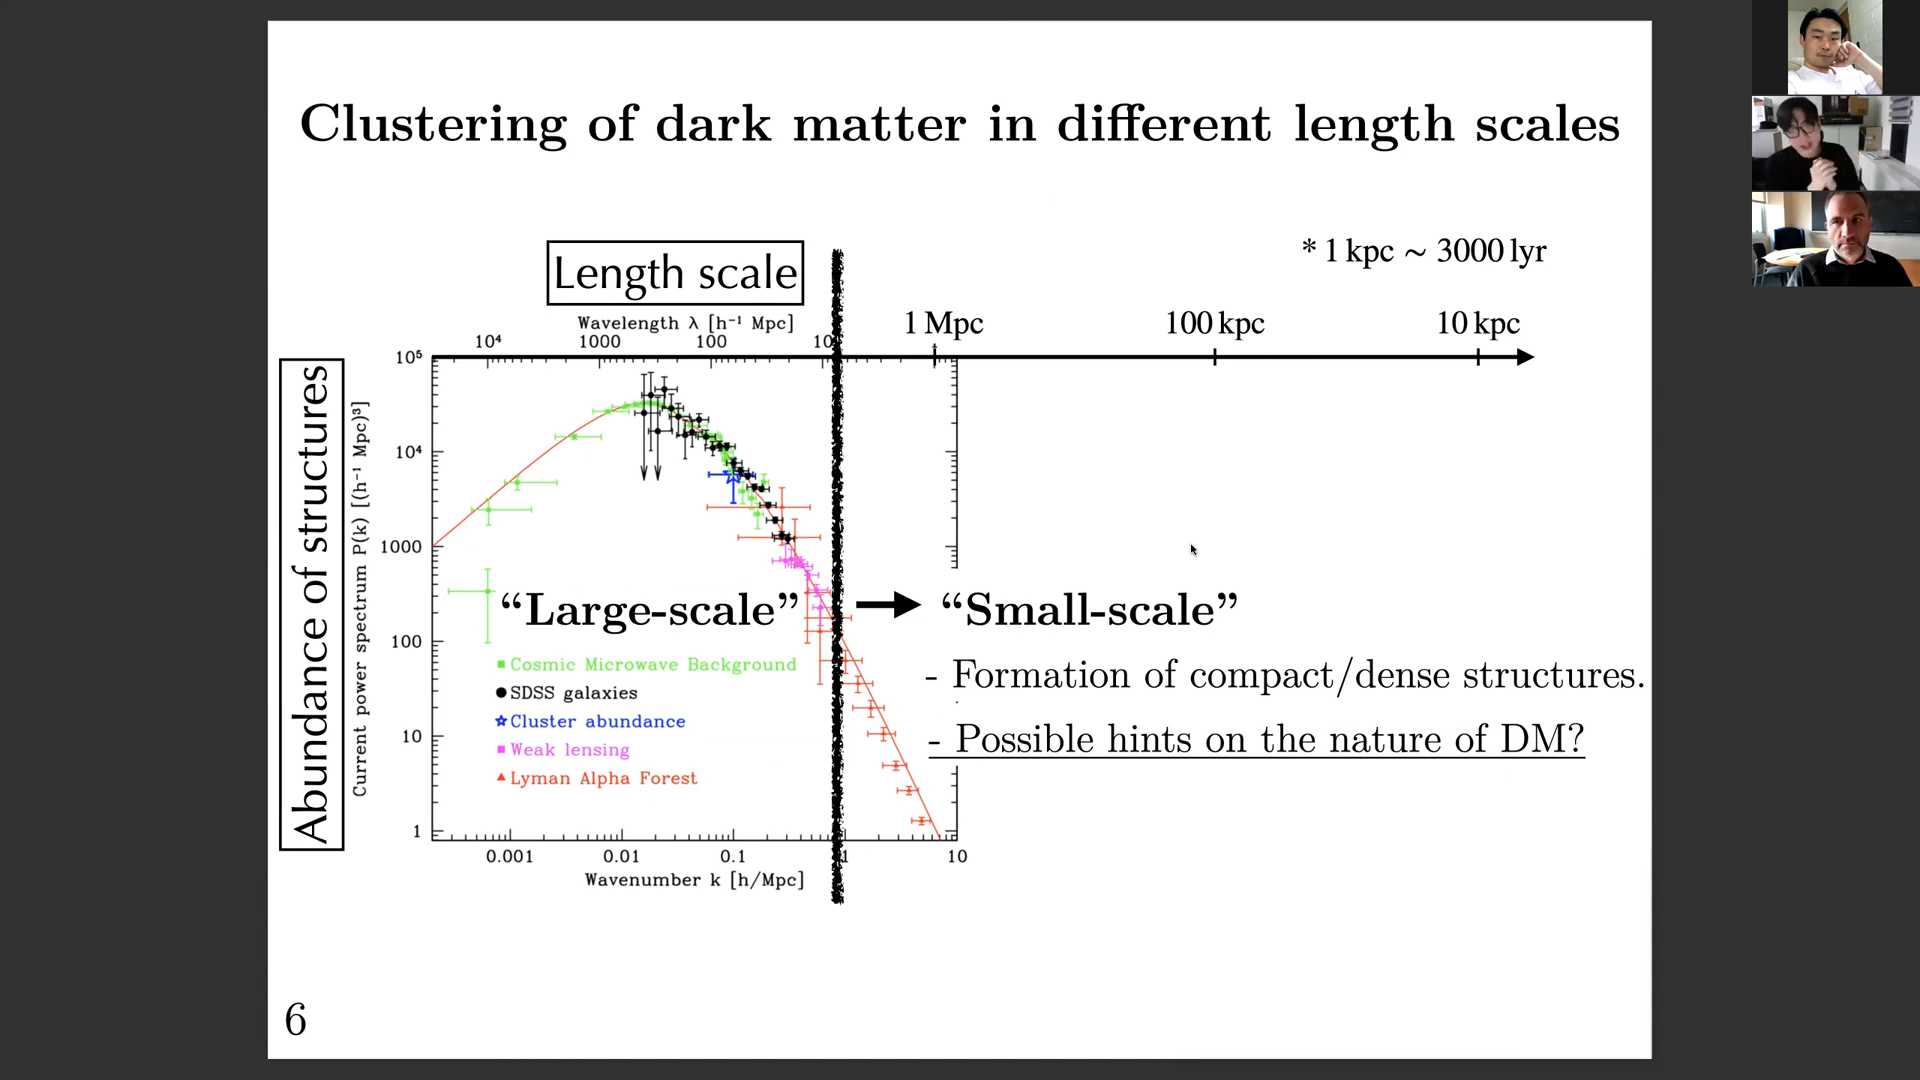 Clustering of dark matter in different length scales
* 1 kpc ~ 3000 lyr
Length scale
Wavelength λ [h⁻¹ Mpc]
10⁴ 1000 100 10
1 Mpc 100 kpc 10 kpc
Abundance of structures
Current power spectrum P(k) [(h⁻¹ Mpc)³]
10⁵
10⁴
1000
100
10
1
“Large-scale”
“Small-scale”
Cosmic Microwave Background
SDSS galaxies
Cluster abundance
Weak lensing
Lyman Alpha Forest
- Formation of compact/dense structures.
- Possible hints on the nature of DM?
0.001 0.01 0.1 1 10
Wavenumber k [h/Mpc]
6